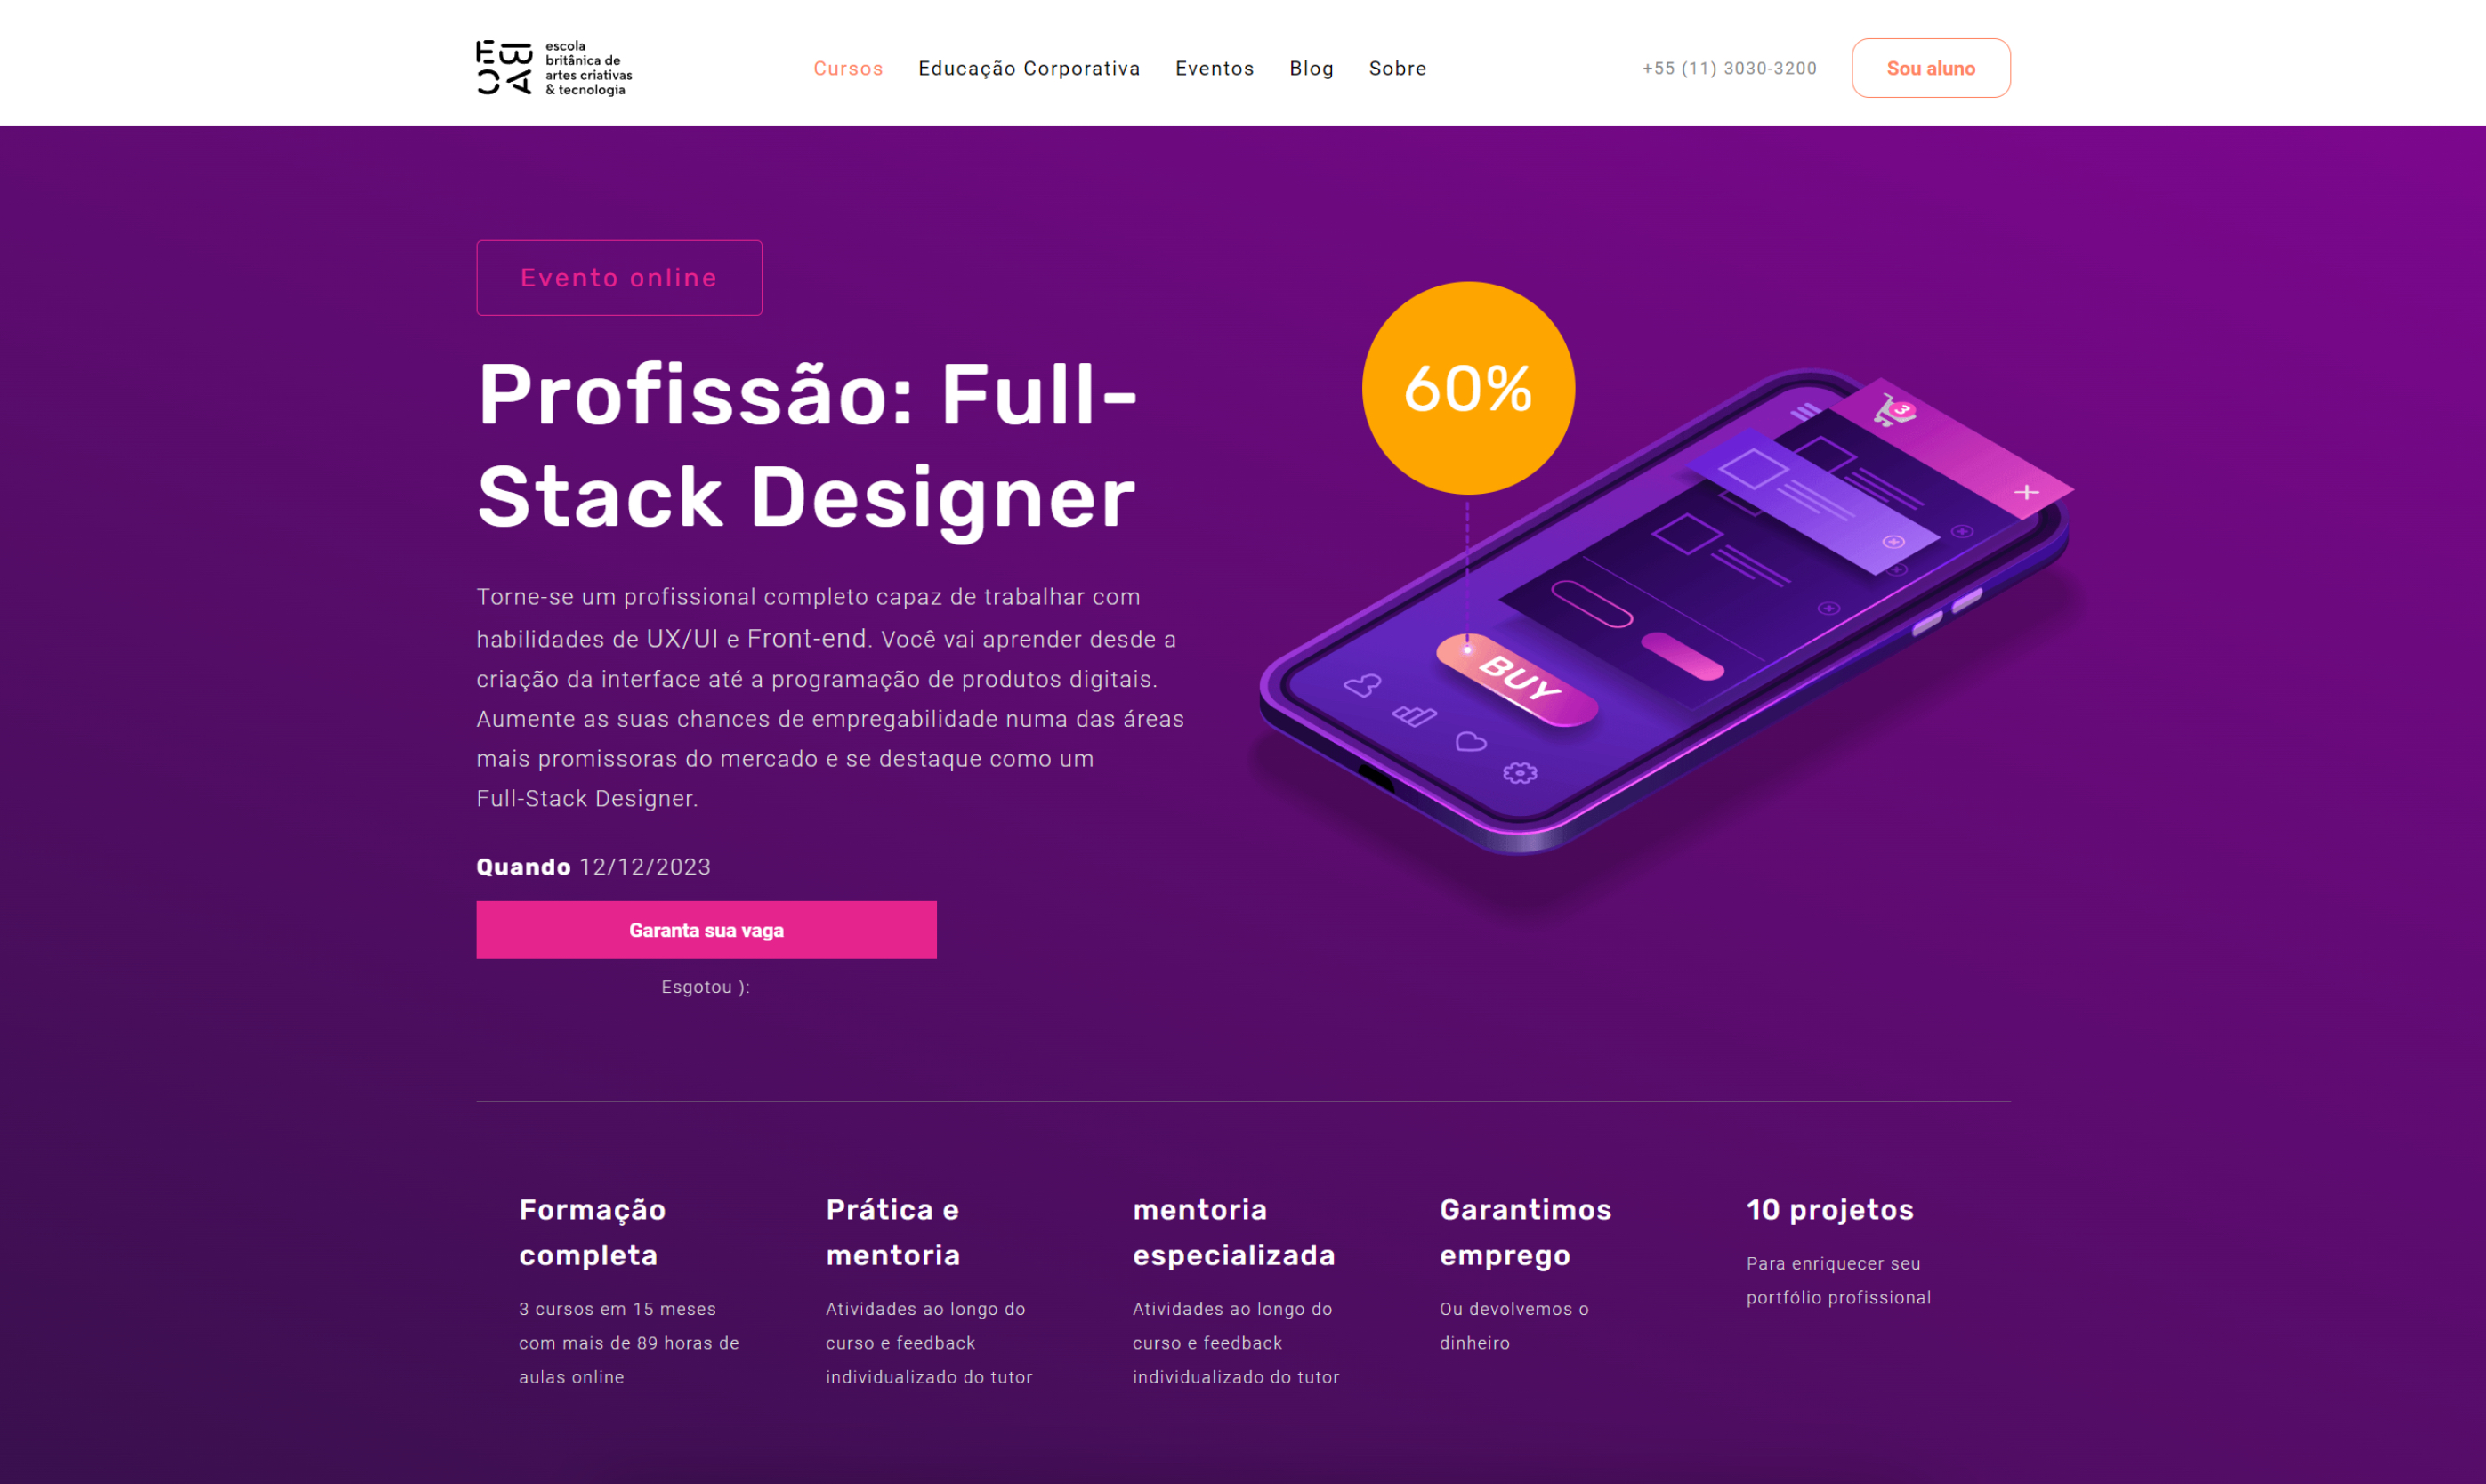 EBAC
escola
britânica de
artes criativas
& tecnologia
Cursos
Educação Corporativa
Eventos
Blog
Sobre
+55 (11) 3030-3200
Sou aluno
Evento online
Profissão: Full-
Stack Designer
Torne-se um profissional completo capaz de trabalhar com
habilidades de UX/UI e Front-end. Você vai aprender desde a
criação da interface até a programação de produtos digitais.
Aumente as suas chances de empregabilidade numa das áreas
mais promissoras do mercado e se destaque como um
Full-Stack Designer.
Quando 12/12/2023
Garanta sua vaga
Esgotou ):
60%
3
BUY
Formação
completa
3 cursos em 15 meses
com mais de 89 horas de
aulas online
Prática e
mentoria
Atividades ao longo do
curso e feedback
individualizado do tutor
mentoria
especializada
Atividades ao longo do
curso e feedback
individualizado do tutor
Garantimos
emprego
Ou devolvemos o
dinheiro
10 projetos
Para enriquecer seu
portfólio profissional